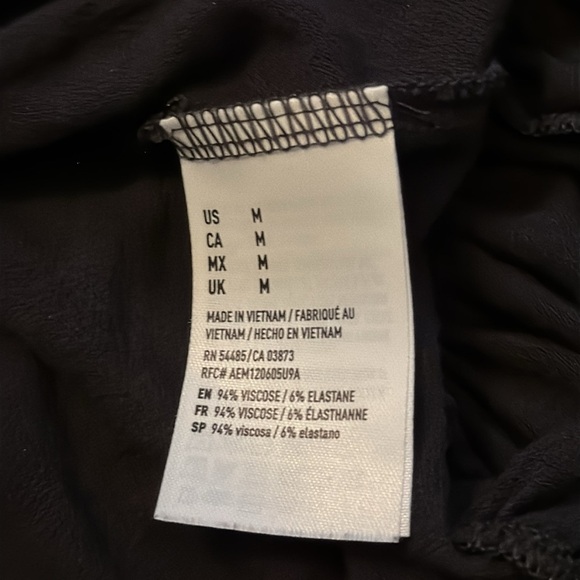 US M
CA M
MX M
UK M
MADE IN VIETNAM / FABRIQUÉ AU
VIETNAM / HECHO EN VIETNAM
RN 54485/CA 03873
RFC# AEM120605U9A
EN 94% VISCOSE / 6% ELASTANE
FR 94% VISCOSE / 6% ÉLASTHANNE
SP 94% viscosa / 6% elastano